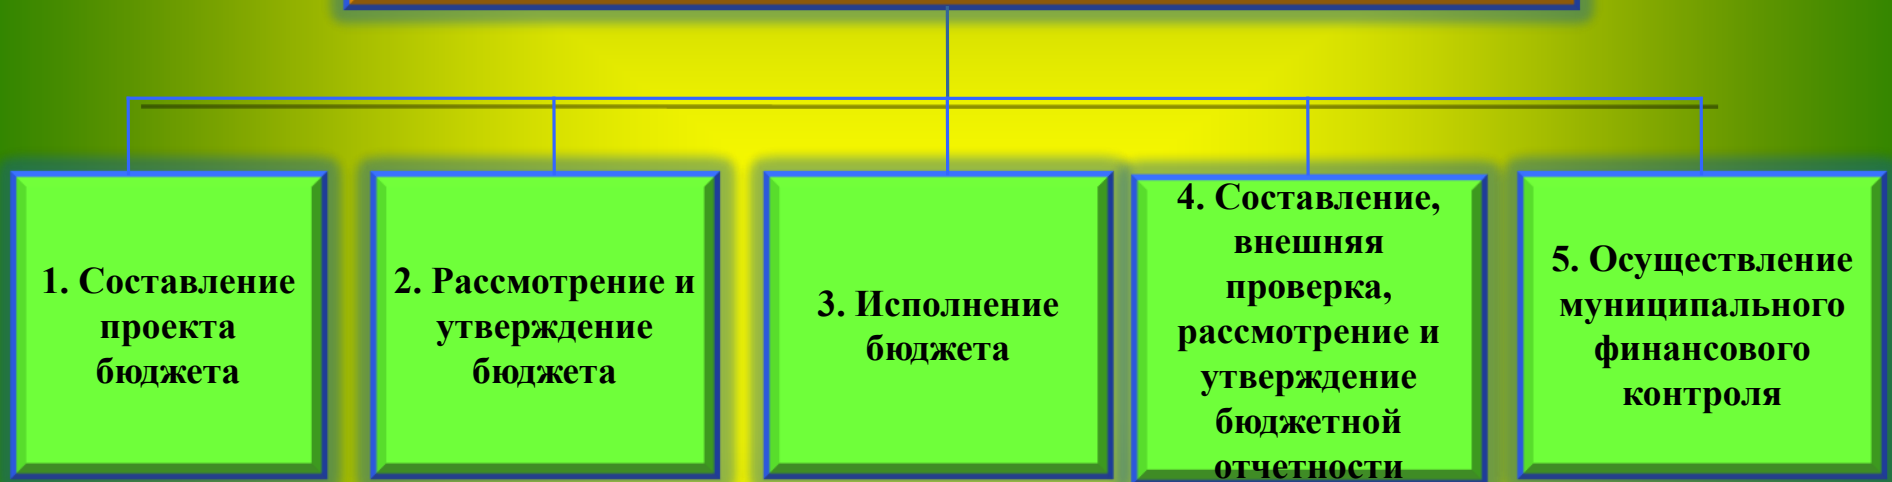 1. Составление
проекта
бюджета
2. Рассмотрение и
утверждение
бюджета
3. Исполнение
бюджета
4. Составление,
внешняя
проверка,
рассмотрение и
утверждение
бюджетной
отчетности
5. Осуществление
муниципального
финансового
контроля